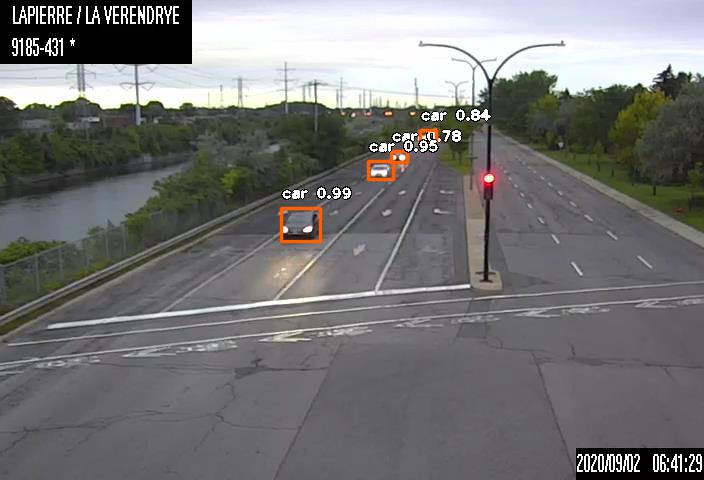 LAPIERRE / LA VERENDRYE
9185-431 *
car 0.84
car 0.78
car 0.95
car 0.99
2020/09/02 06:41:29